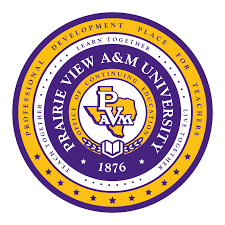 PROFESSIONAL DEVELOPMENT PLACE FOR TEACHERS
LEARN TOGETHER
TEACH TOGETHER
LIVE TOGETHER
PRAIRIE VIEW A&M UNIVERSITY
OFFICE OF CONTINUING EDUCATION
PVAMU
1876